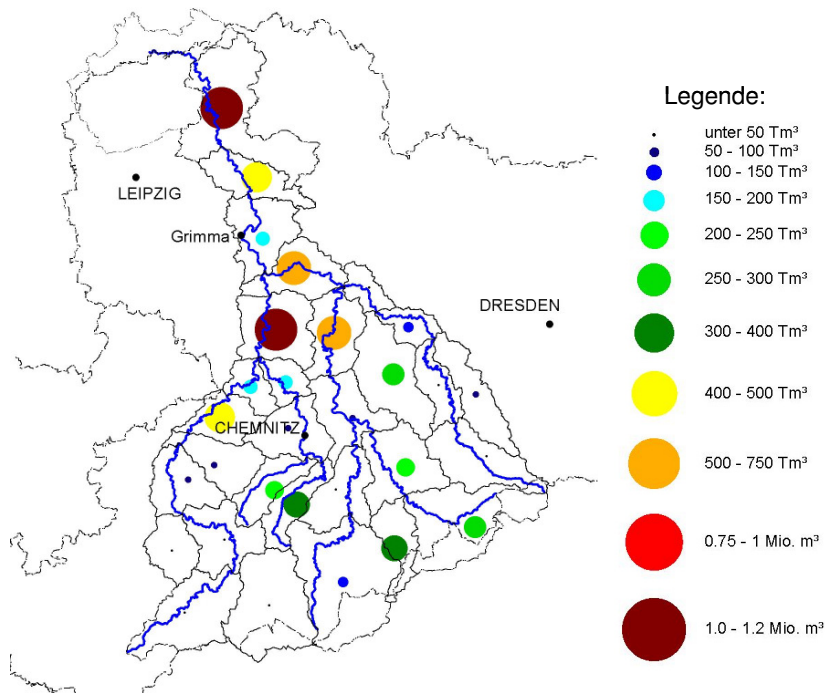 Legende:
unter 50 Tm³
50 - 100 Tm³
100 - 150 Tm³
150 - 200 Tm³
200 - 250 Tm³
250 - 300 Tm³
300 - 400 Tm³
400 - 500 Tm³
500 - 750 Tm³
0.75 - 1 Mio. m³
1.0 - 1.2 Mio. m³
LEIPZIG
Grimma
DRESDEN
CHEMNITZ